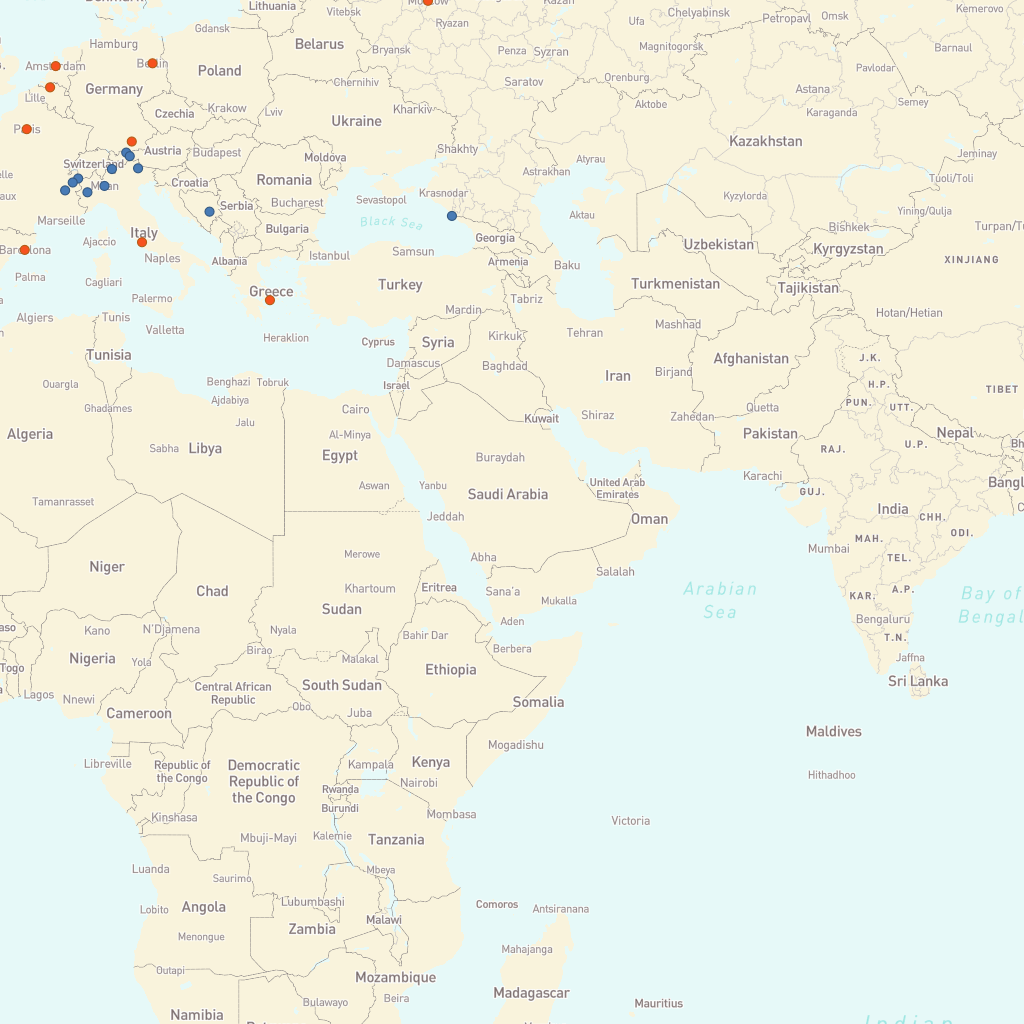 Denmark
Lithuania
Moscow
Kazan
Kemerovo
Vitebsk
Ryazan
Ufa
Chelyabinsk
Petropavl
Omsk
Gdansk
Hamburg
Belarus
Bryansk
Penza
Syzran
Magnitogorsk
Barnaul
Amsterdam
Berlin
Poland
Pavlodar
Germany
Chernihiv
Saratov
Orenburg
Astana
Lille
Aktobe
Semey
Czechia
Krakow
Lviv
Kharkiv
Karaganda
Ukraine
Paris
Kazakhstan
Shakhty
Austria
Budapest
Moldova
Atyrau
Jeminay
Switzerland
Astrakhan
Tuoli/Toli
Romania
Croatia
Milan
Krasnodar
Kyzylorda
Sevastopol
Serbia
Bucharest
Aktau
Yining/Qulja
Marseille
Black Sea
Bishkek
Turpan/Tu
Italy
Bulgaria
Georgia
Uzbekistan
Kyrgyzstan
Ajaccio
Barcelona
Naples
Albania
Istanbul
Samsun
Armenia
Baku
XINJIANG
Palma
Cagliari
Greece
Turkey
Turkmenistan
Tajikistan
Palermo
Tabriz
Algiers
Tunis
Mardin
Hotan/Hetian
Valletta
Mashhad
Heraklion
Cyprus
Syria
Kirkuk
Tehran
Tunisia
Damascus
Baghdad
Afghanistan
J.K.
Iran
Birjand
Ouargla
Benghazi
Tobruk
Israel
H.P.
TIBET
Ajdabiya
PUN.
UTT.
Ghadames
Cairo
Kuwait
Shiraz
Zahedan
Quetta
Jalu
Algeria
Al-Minya
Pakistan
Nepal
Sabha
Libya
Egypt
Buraydah
RAJ.
U.P.
Karachi
Aswan
Yanbu
Saudi Arabia
United Arab
Emirates
GUJ.
Bangl
Tamanrasset
India
Jeddah
Oman
CHH.
ODI.
MAH.
Mumbai
Merowe
Abha
TEL.
Niger
Salalah
Chad
Khartoum
Eritrea
Sana'a
Arabian
Sea
KAR.
A.P.
Bay of
Bengal
Mukalla
Sudan
Aden
Bengaluru
Kano
N'Djamena
Nyala
Bahir Dar
T.N.
Nigeria
Yola
Birao
Malakal
Berbera
Jaffna
Togo
Ethiopia
Sri Lanka
Lagos
Nnewi
Central African
Republic
South Sudan
Somalia
Cameroon
Obo
Juba
Maldives
Mogadishu
Libreville
Republic of
the Congo
Democratic
Republic of
the Congo
Kampala
Kenya
Hithadhoo
Nairobi
Rwanda
Burundi
Kinshasa
Mombasa
Victoria
Mbuji-Mayi
Kalemie
Tanzania
Luanda
Saurimo
Mbeya
Lobito
Angola
Lubumbashi
Comoros
Antsiranana
Malawi
Menongue
Zambia
Mahajanga
Outapi
Mozambique
Madagascar
Bulawayo
Beira
Mauritius
Namibia
Indian